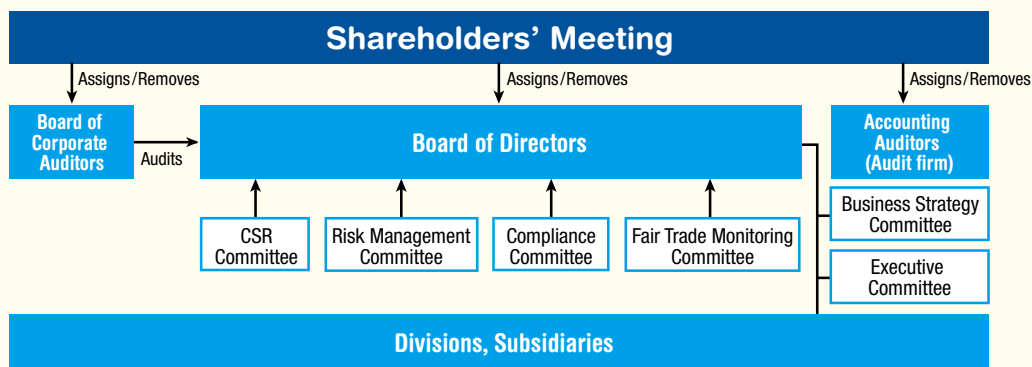 Shareholders' Meeting
Assigns/Removes
Assigns/Removes
Assigns/Removes
Board of
Corporate
Auditors
Audits
Board of Directors
Accounting
Auditors
(Audit firm)
CSR
Committee
Risk Management
Committee
Compliance
Committee
Fair Trade Monitoring
Committee
Business Strategy
Committee
Executive
Committee
Divisions, Subsidiaries